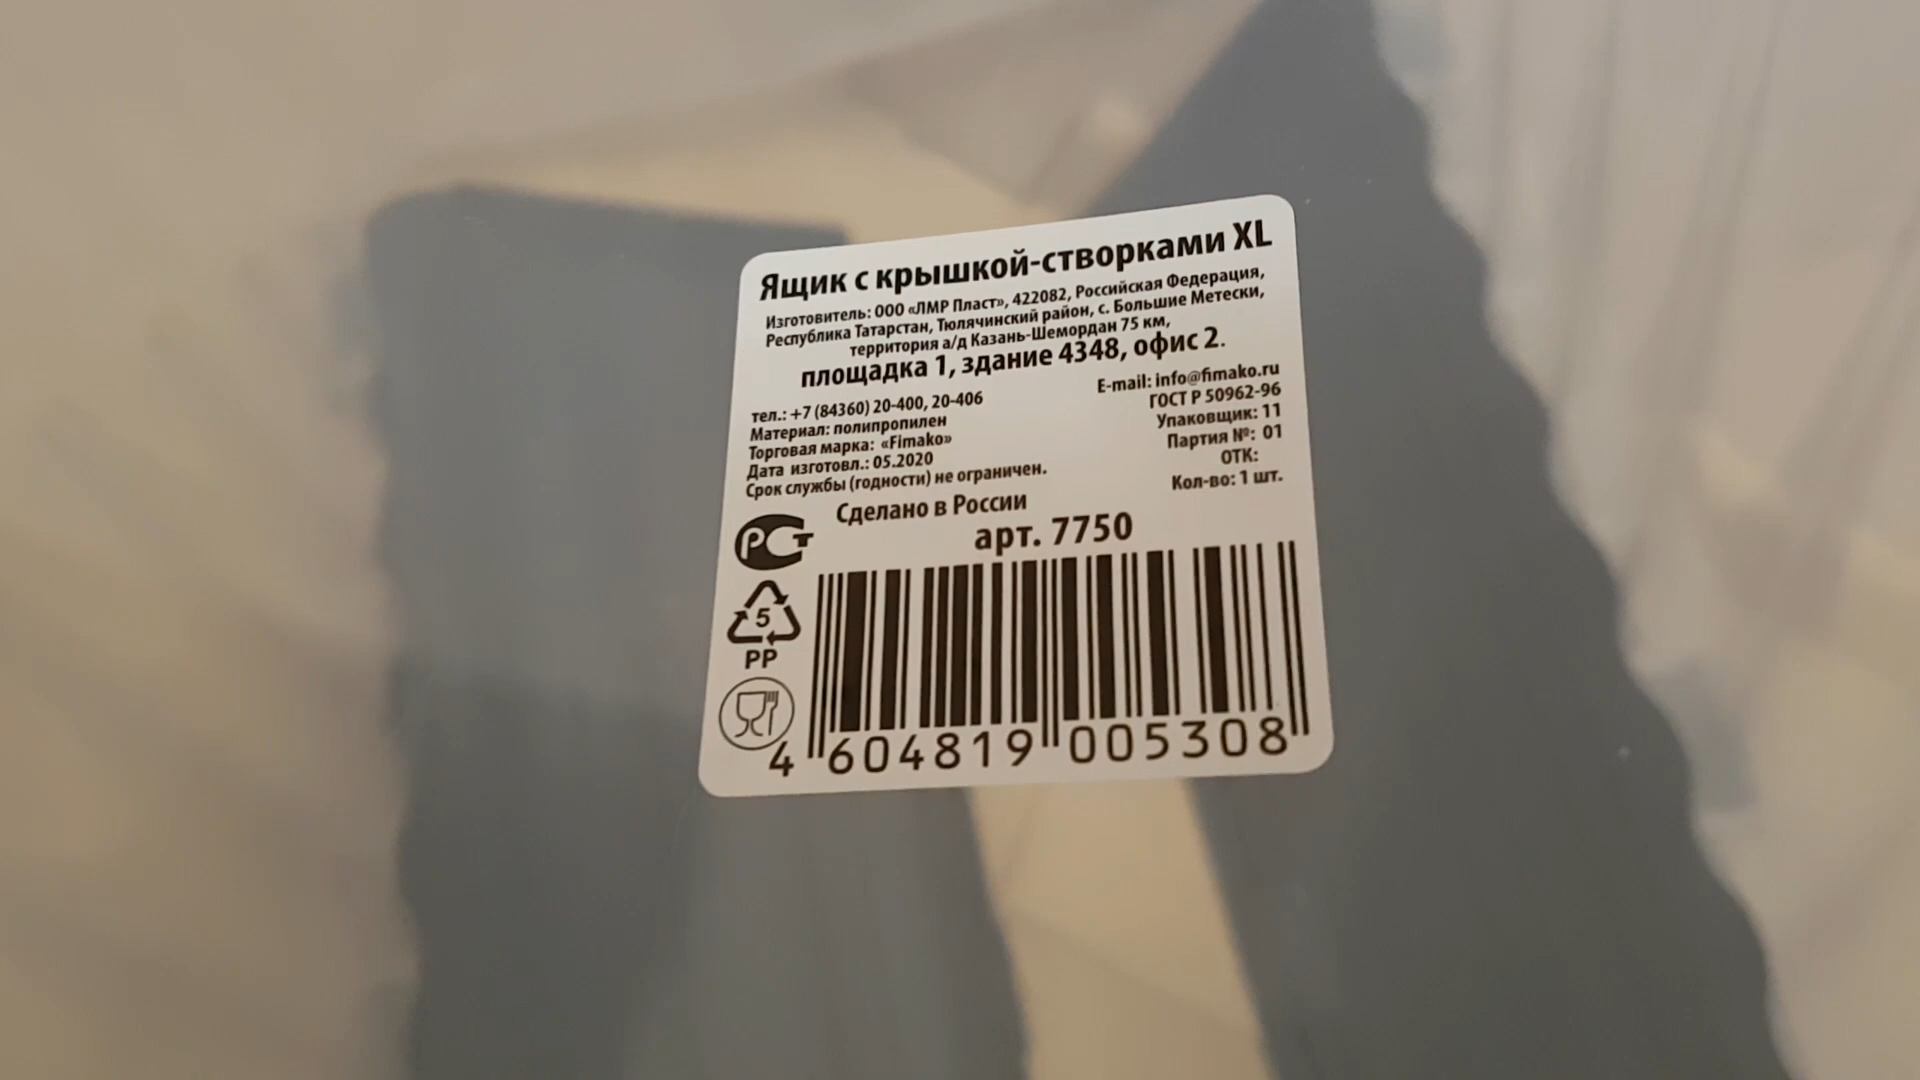 Ящик с крышкой-створками XL
Изготовитель: ООО «ЛМР Пласт», 422082, Российская Федерация,
Республика Татарстан, Тюлячинский район, с. Большие Метески,
территория а/д Казань-Шемордан 75 км,
площадка 1, здание 4348, офис 2.
тел.: +7 (84360) 20-400, 20-406
Материал: полипропилен
Торговая марка: «Fimako»
Дата изготовл.: 05.2020
Срок службы (годности) не ограничен.
E-mail: info@fimako.ru
ГОСТ Р 50962-96
Упаковщик: 11
Партия №: 01
ОТК:
Кол-во: 1 шт.
Сделано в России
арт. 7750
РСТ
5
PP
4 604819 005308